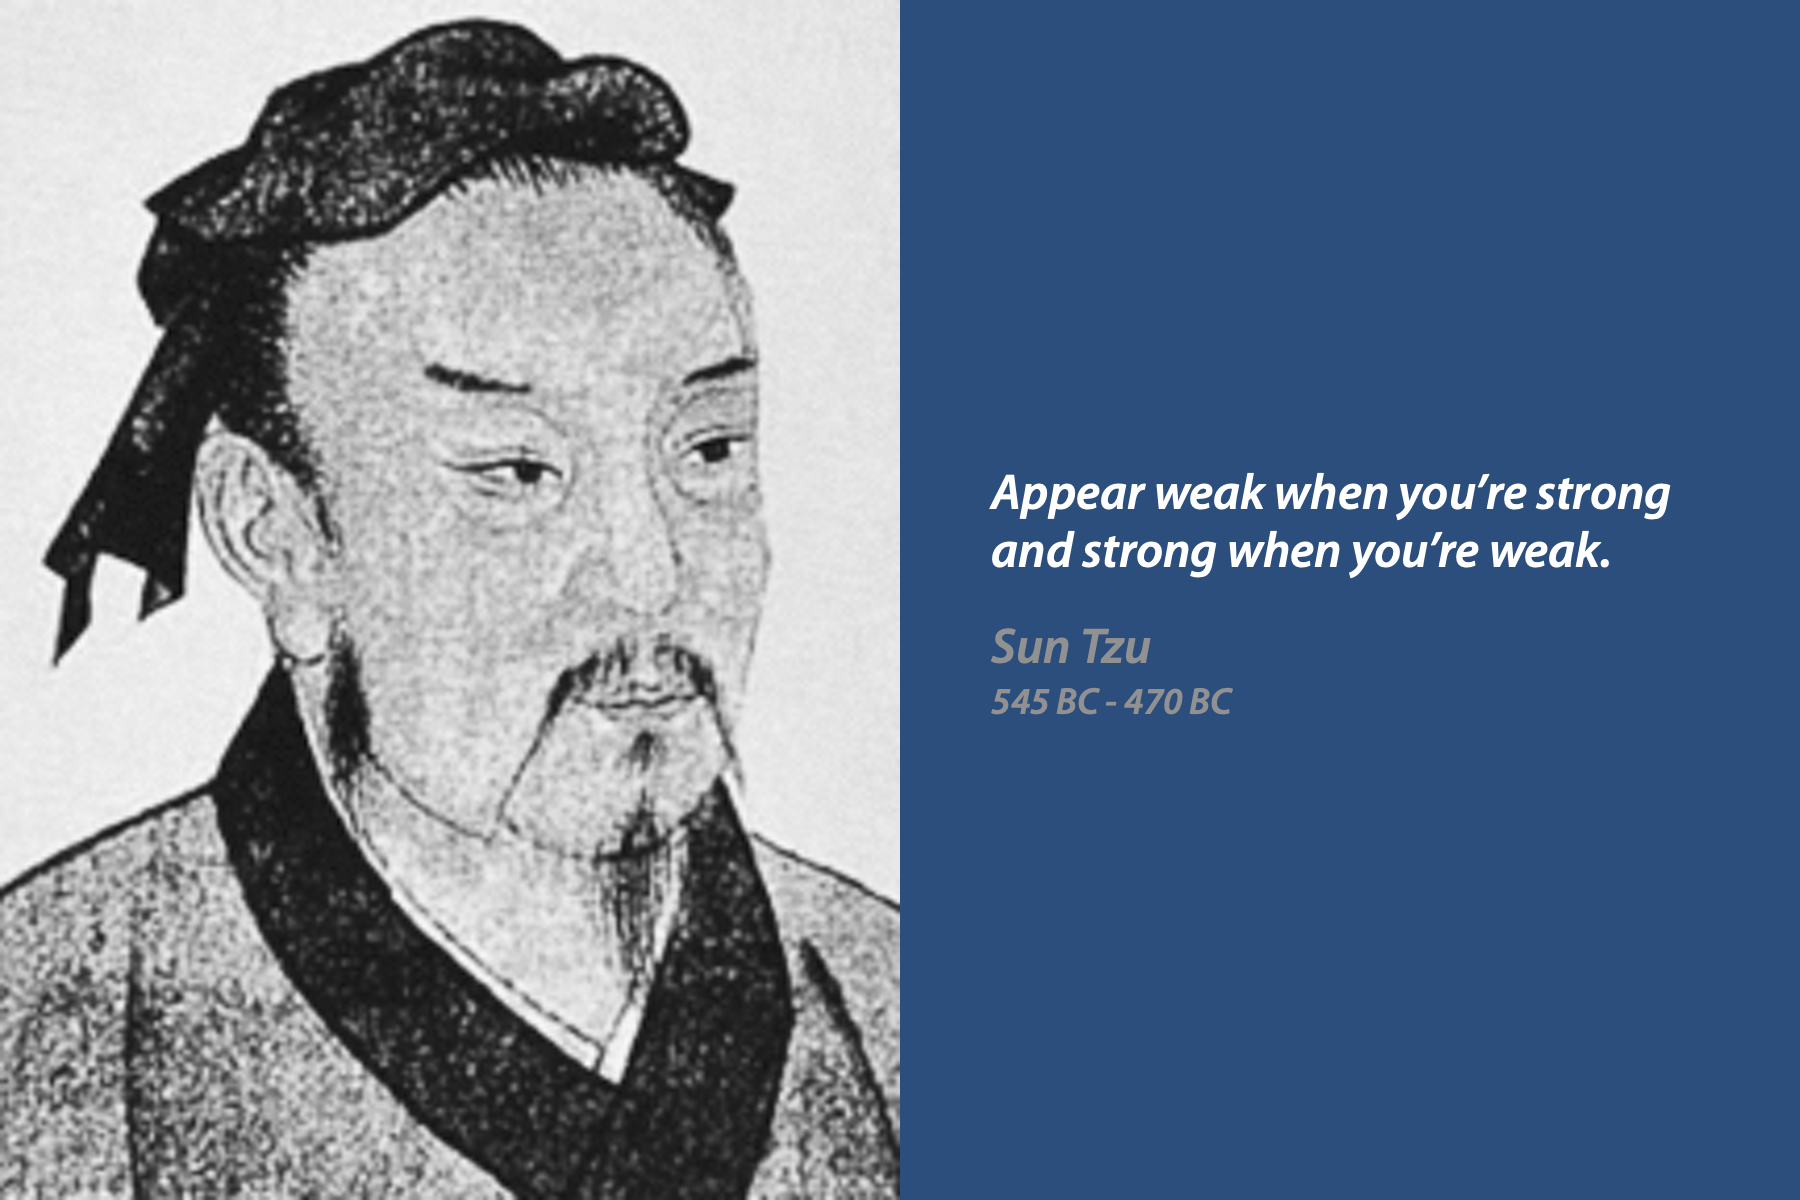 Appear weak when you’re strong
and strong when you’re weak.
Sun Tzu
545 BC - 470 BC